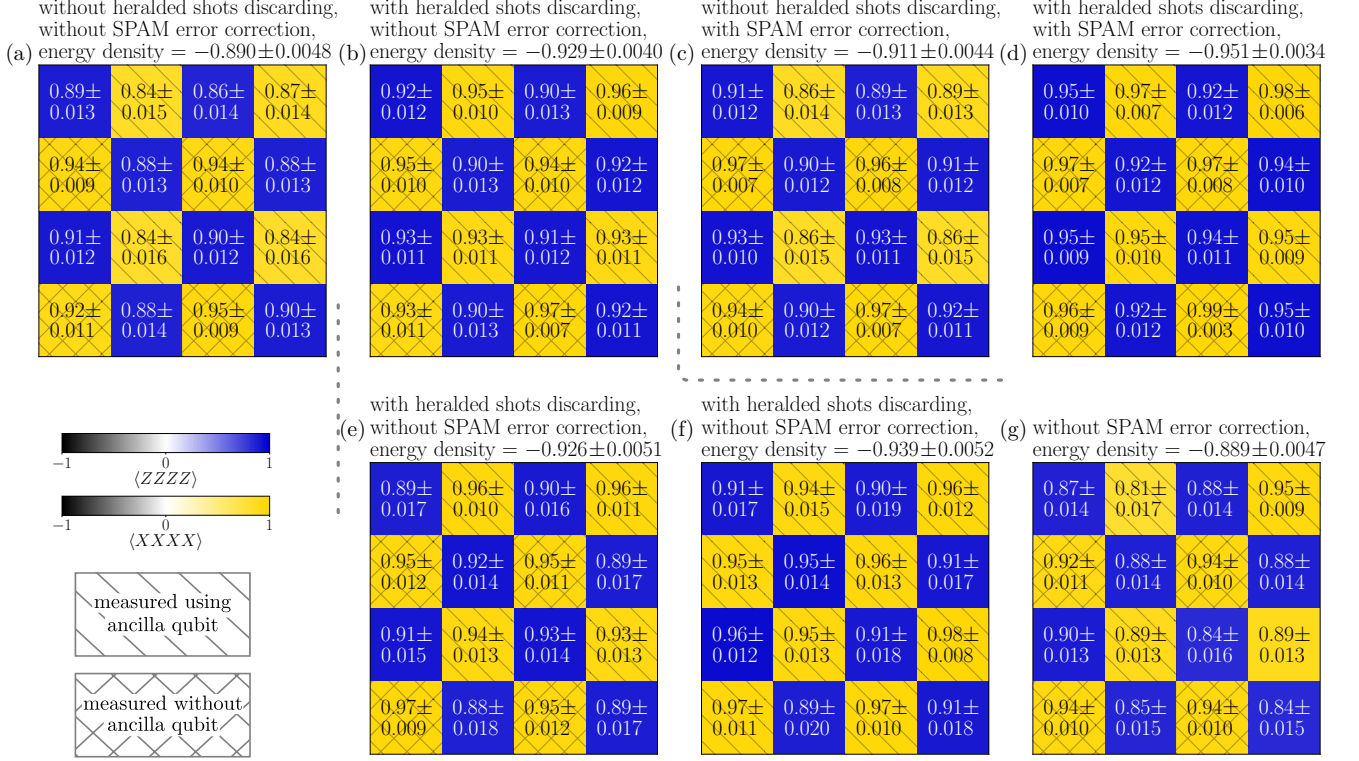 without heralded shots discarding,
without SPAM error correction,
(a) energy density = −0.890±0.0048
0.89± 0.84± 0.86± 0.87±
0.013 0.015 0.014 0.014
0.94± 0.88± 0.94± 0.88±
0.009 0.013 0.010 0.013
0.91± 0.84± 0.90± 0.84±
0.012 0.016 0.012 0.016
0.92± 0.88± 0.95± 0.90±
0.011 0.014 0.009 0.013
with heralded shots discarding,
without SPAM error correction,
(b) energy density = −0.929±0.0040
0.92± 0.95± 0.90± 0.96±
0.012 0.010 0.013 0.009
0.95± 0.90± 0.94± 0.92±
0.010 0.013 0.010 0.012
0.93± 0.93± 0.91± 0.93±
0.011 0.011 0.012 0.011
0.93± 0.90± 0.97± 0.92±
0.011 0.013 0.007 0.011
without heralded shots discarding,
with SPAM error correction,
(c) energy density = −0.911±0.0044
0.91± 0.86± 0.89± 0.89±
0.012 0.014 0.013 0.013
0.97± 0.90± 0.96± 0.91±
0.007 0.012 0.008 0.012
0.93± 0.86± 0.93± 0.86±
0.010 0.015 0.011 0.015
0.94± 0.90± 0.97± 0.92±
0.010 0.012 0.007 0.011
with heralded shots discarding,
with SPAM error correction,
(d) energy density = −0.951±0.0034
0.95± 0.97± 0.92± 0.98±
0.010 0.007 0.012 0.006
0.97± 0.92± 0.97± 0.94±
0.007 0.012 0.008 0.010
0.95± 0.95± 0.94± 0.95±
0.009 0.010 0.011 0.009
0.96± 0.92± 0.99± 0.95±
0.009 0.012 0.003 0.010
−1 0 1
⟨ZZZZ⟩
−1 0 1
⟨XXXX⟩
measured using
ancilla qubit
measured without
ancilla qubit
with heralded shots discarding,
without SPAM error correction,
(e) energy density = −0.926±0.0051
0.89± 0.96± 0.90± 0.96±
0.017 0.010 0.016 0.011
0.95± 0.92± 0.95± 0.89±
0.012 0.014 0.011 0.017
0.91± 0.94± 0.93± 0.93±
0.015 0.013 0.014 0.013
0.97± 0.88± 0.95± 0.89±
0.009 0.018 0.012 0.017
with heralded shots discarding,
without SPAM error correction,
(f) energy density = −0.939±0.0052
0.91± 0.94± 0.90± 0.96±
0.017 0.015 0.019 0.012
0.95± 0.95± 0.96± 0.91±
0.013 0.014 0.013 0.017
0.96± 0.95± 0.91± 0.98±
0.012 0.013 0.018 0.008
0.97± 0.89± 0.97± 0.91±
0.011 0.020 0.010 0.018
(g) without SPAM error correction,
energy density = −0.889±0.0047
0.87± 0.81± 0.88± 0.95±
0.014 0.017 0.014 0.009
0.92± 0.88± 0.94± 0.88±
0.011 0.014 0.010 0.014
0.90± 0.89± 0.84± 0.89±
0.013 0.013 0.016 0.013
0.94± 0.85± 0.94± 0.84±
0.010 0.015 0.010 0.015